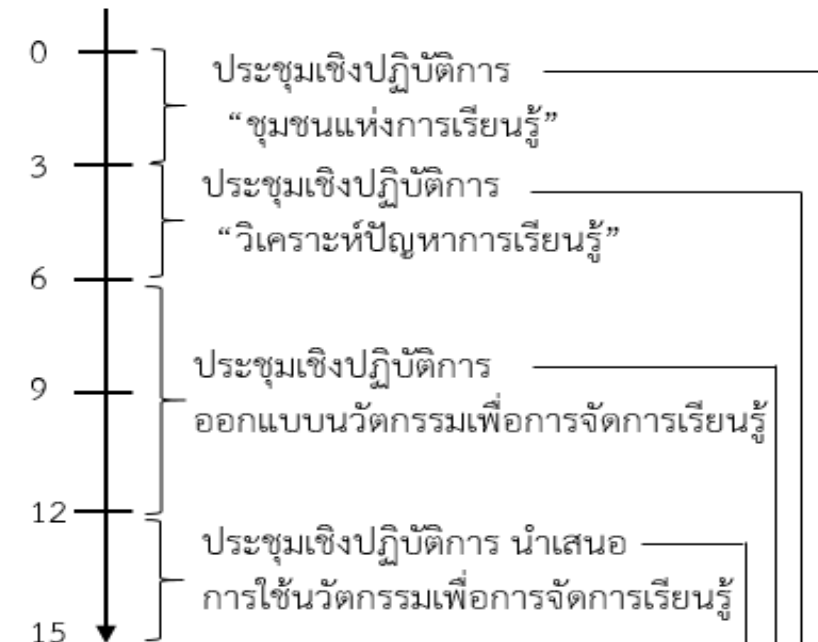 0
ประชุมเชิงปฏิบัติการ
“ชุมชนแห่งการเรียนรู้”
3
ประชุมเชิงปฏิบัติการ
“วิเคราะห์ปัญหาการเรียนรู้”
6
ประชุมเชิงปฏิบัติการ
9
ออกแบบนวัตกรรมเพื่อการจัดการเรียนรู้
12
ประชุมเชิงปฏิบัติการ นำเสนอ
การใช้นวัตกรรมเพื่อการจัดการเรียนรู้
15